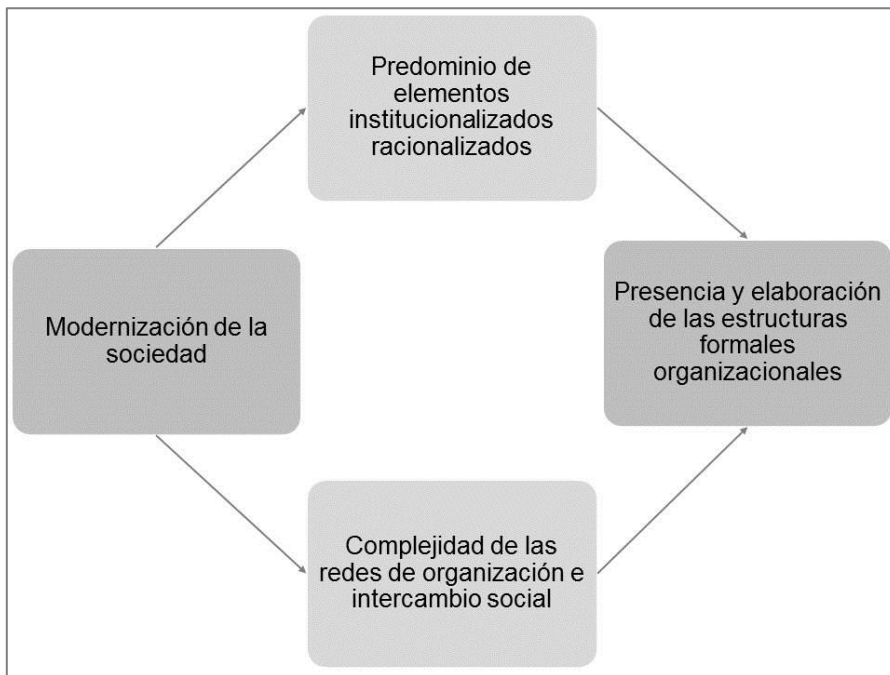 Predominio de
elementos
institucionalizados
racionalizados
Modernización de la
sociedad
Presencia y elaboración
de las estructuras
formales
organizacionales
Complejidad de las
redes de organización e
intercambio social